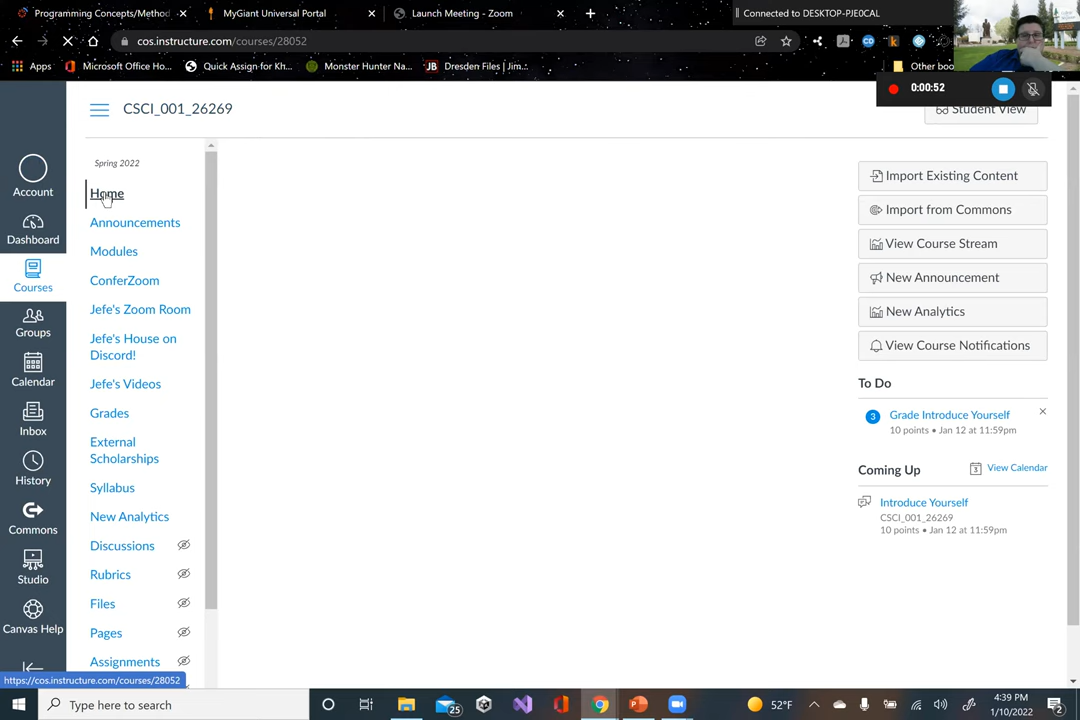 Programming Concepts/Method
MyGiant Universal Portal
Launch Meeting - Zoom
Connected to DESKTOP-PJE0CAL
cos.instructure.com/courses/28052
Apps
Microsoft Office Ho...
Quick Assign for Kh...
Monster Hunter Na...
Dresden Files | Jim...
Other boo
0:00:52
CSCI_001_26269
Student View
Spring 2022
Home
Announcements
Modules
ConferZoom
Jefe's Zoom Room
Jefe's House on
Discord!
Jefe's Videos
Grades
External
Scholarships
Syllabus
New Analytics
Discussions
Rubrics
Files
Pages
Assignments
Account
Dashboard
Courses
Groups
Calendar
Inbox
History
Commons
Studio
Canvas Help
Import Existing Content
Import from Commons
View Course Stream
New Announcement
New Analytics
View Course Notifications
To Do
3
Grade Introduce Yourself
10 points • Jan 12 at 11:59pm
Coming Up
View Calendar
Introduce Yourself
CSCI_001_26269
10 points • Jan 12 at 11:59pm
https://cos.instructure.com/courses/28052
Type here to search
25
52°F
4:39 PM
1/10/2022
2